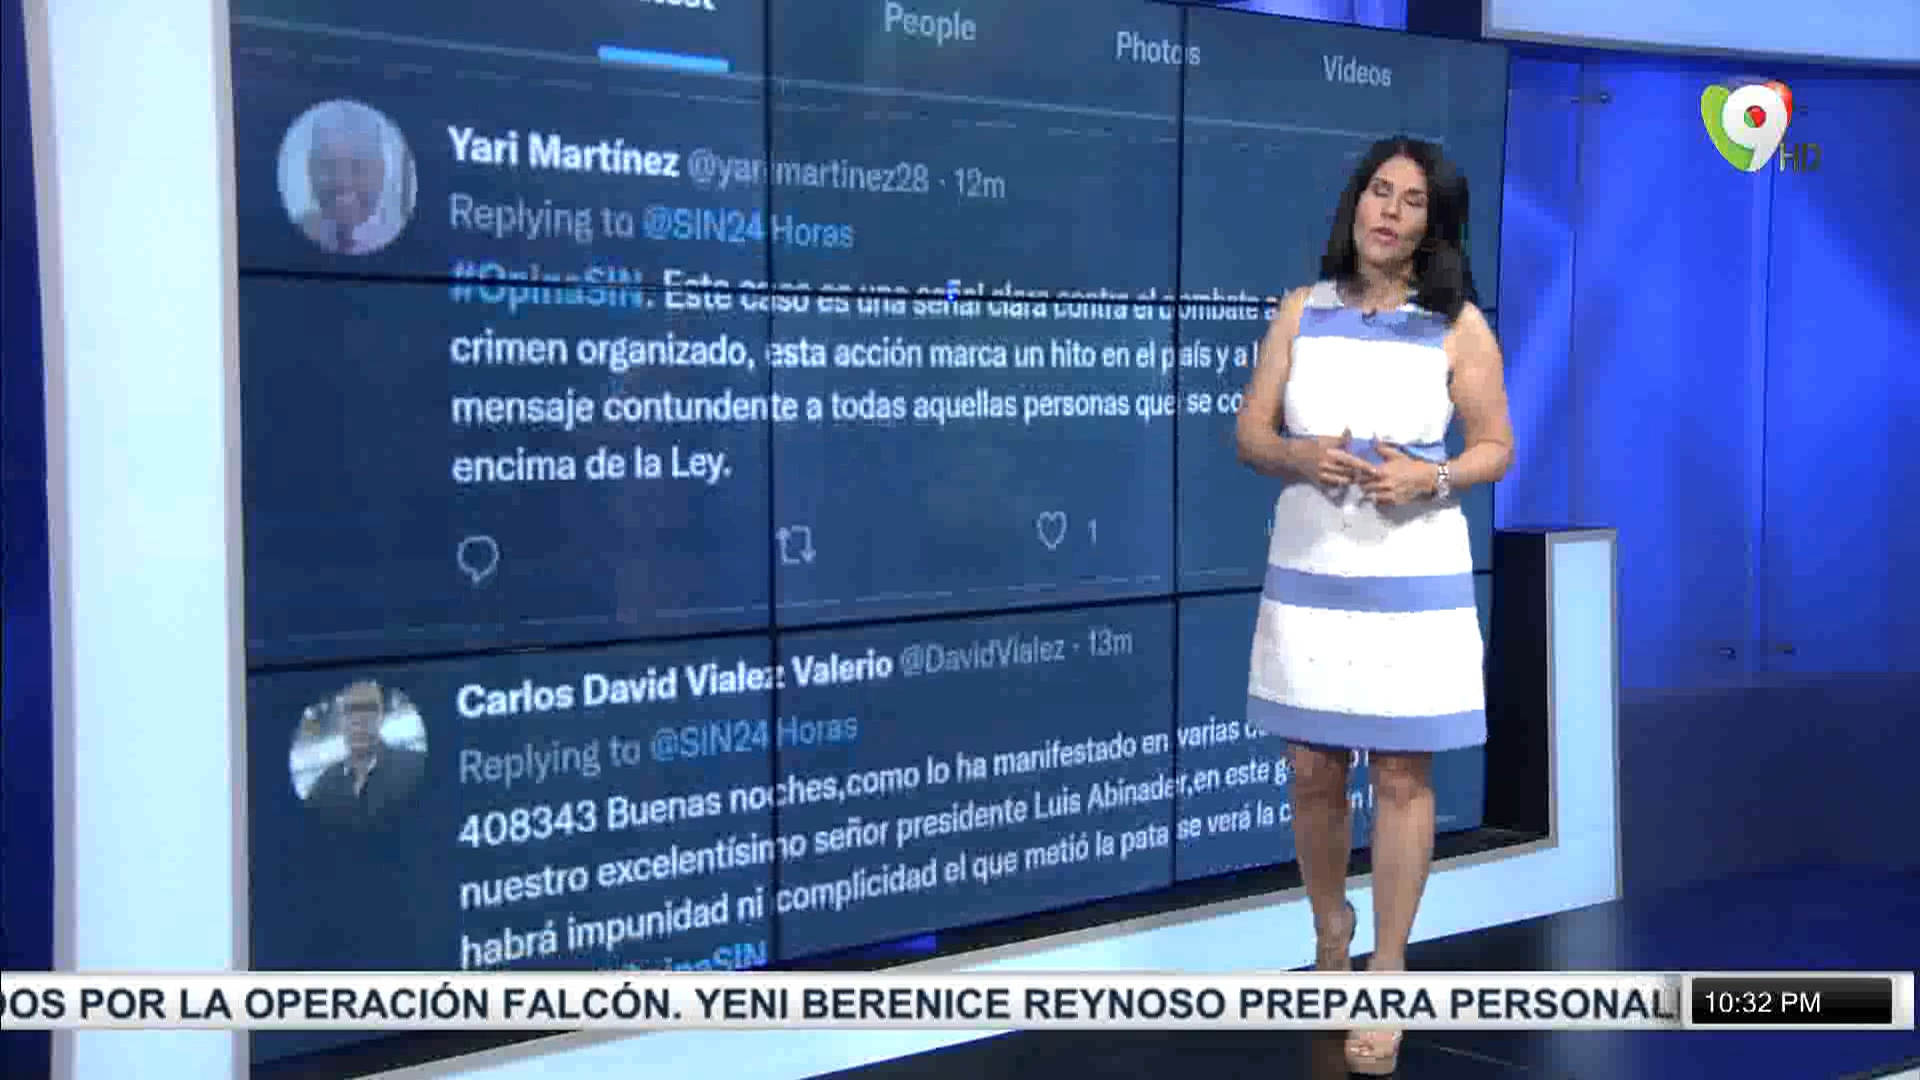 People Photos Videos
9
HD
Yari Martínez @yarimartinez28 · 12m
Replying to @SIN24Horas
#OpinaSIN. Este caso es una señal clara contra el combate a
crimen organizado, esta acción marca un hito en el país y a
mensaje contundente a todas aquellas personas que se co
encima de la Ley.
1
Carlos David Vialez Valerio @DavidVialez · 13m
Replying to @SIN24Horas
408343 Buenas noches,como lo ha manifestado en varias
nuestro excelentísimo señor presidente Luis Abinader,en este g
habrá impunidad ni complicidad el que metió la pata se verá la c
inaSIN
DOS POR LA OPERACIÓN FALCÓN. YENI BERENICE REYNOSO PREPARA PERSONAL
10:32 PM